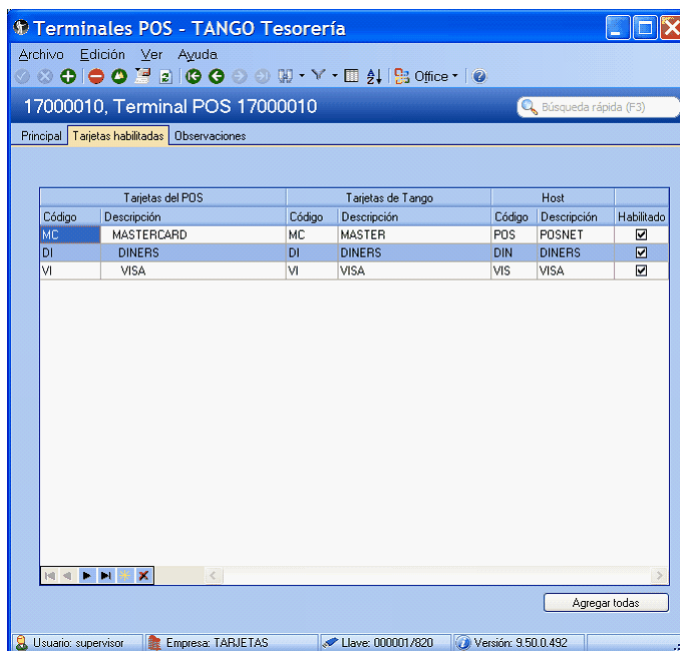 Terminales POS - TANGO Tesorería
Archivo Edición Ver Ayuda
Office
17000010, Terminal POS 17000010
Búsqueda rápida (F3)
Principal Tarjetas habilitadas Observaciones
Tarjetas del POS Tarjetas de Tango Host
Código Descripción Código Descripción Código Descripción Habilitado
MC MASTERCARD MC MASTER POS POSNET
DI DINERS DI DINERS DIN DINERS
VI VISA VI VISA VIS VISA
Agregar todas
Usuario: supervisor Empresa: TARJETAS Llave: 000001/820 Versión: 9.50.0.492